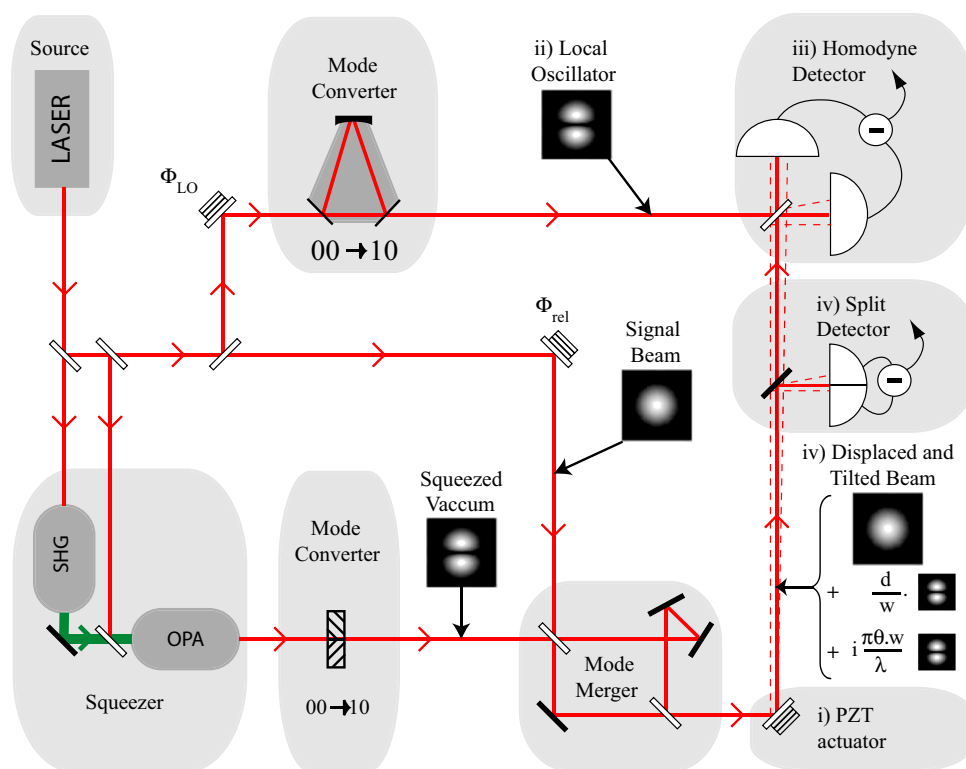 Source
LASER
Mode
Converter
00→10
Φ_LO
ii) Local
Oscillator
iii) Homodyne
Detector
-
Φ_rel
Signal
Beam
iv) Split
Detector
-
iv) Displaced and
Tilted Beam
+ d/w .
+ i πθ.w/λ
Squeezed
Vaccum
SHG
OPA
Squeezer
Mode
Converter
00→10
Mode
Merger
i) PZT
actuator